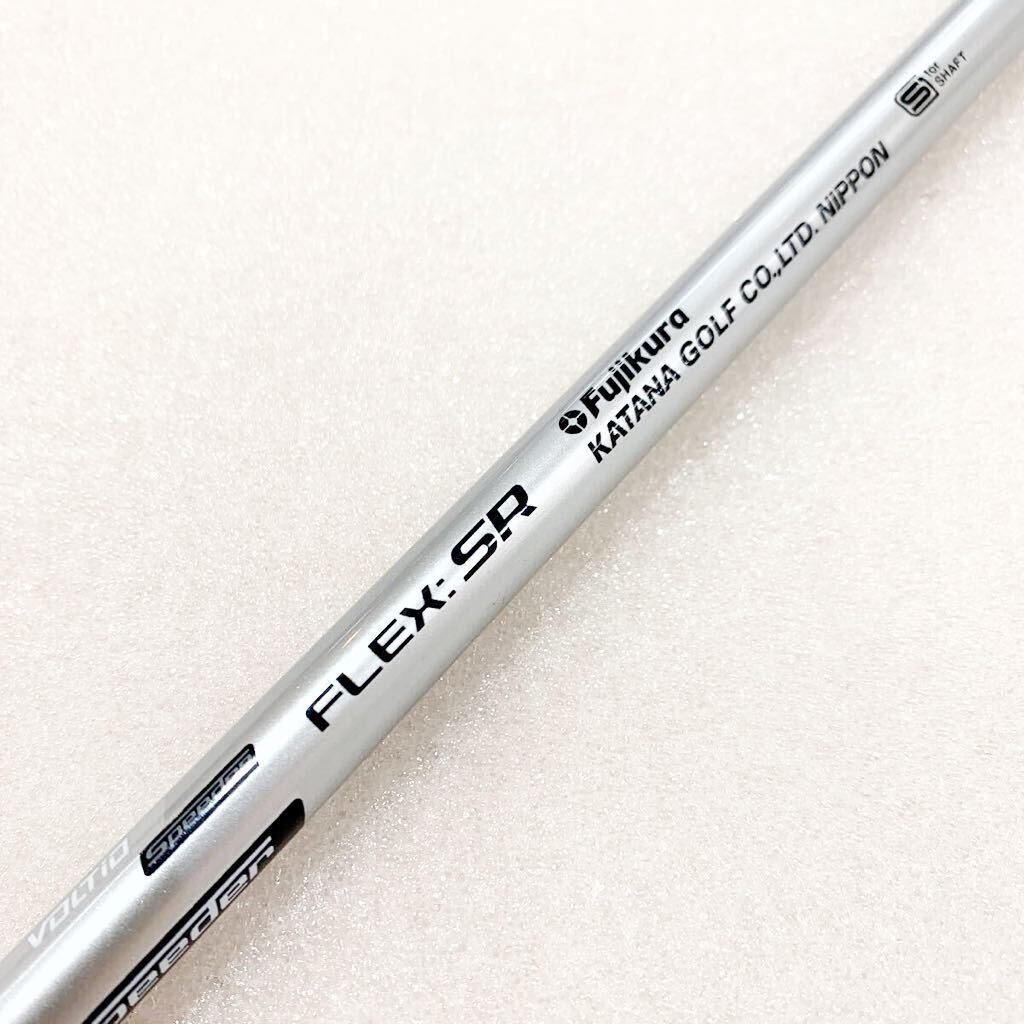 VOLTIO Speeder
Speeder
FLEX: SR
Fujikura
KATANA GOLF CO.,LTD. NIPPON
S for
SHAFT